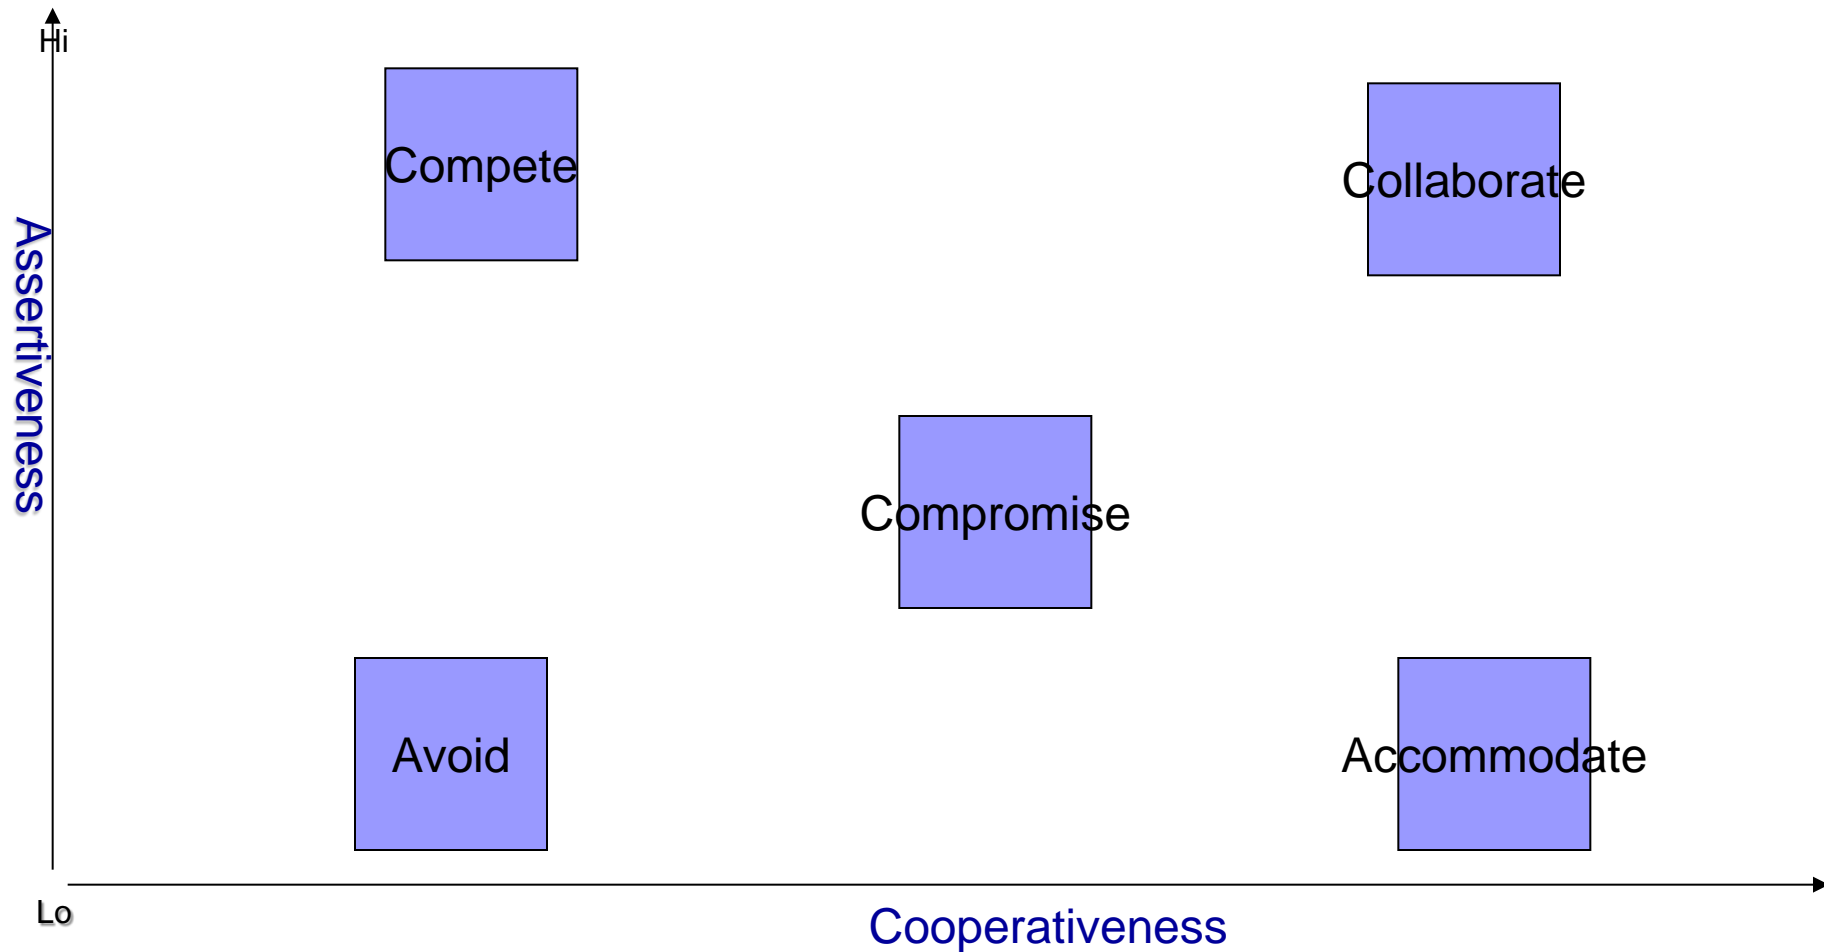 Hi
Compete
Collaborate
Assertiveness
Compromise
Avoid
Accommodate
Lo
Cooperativeness